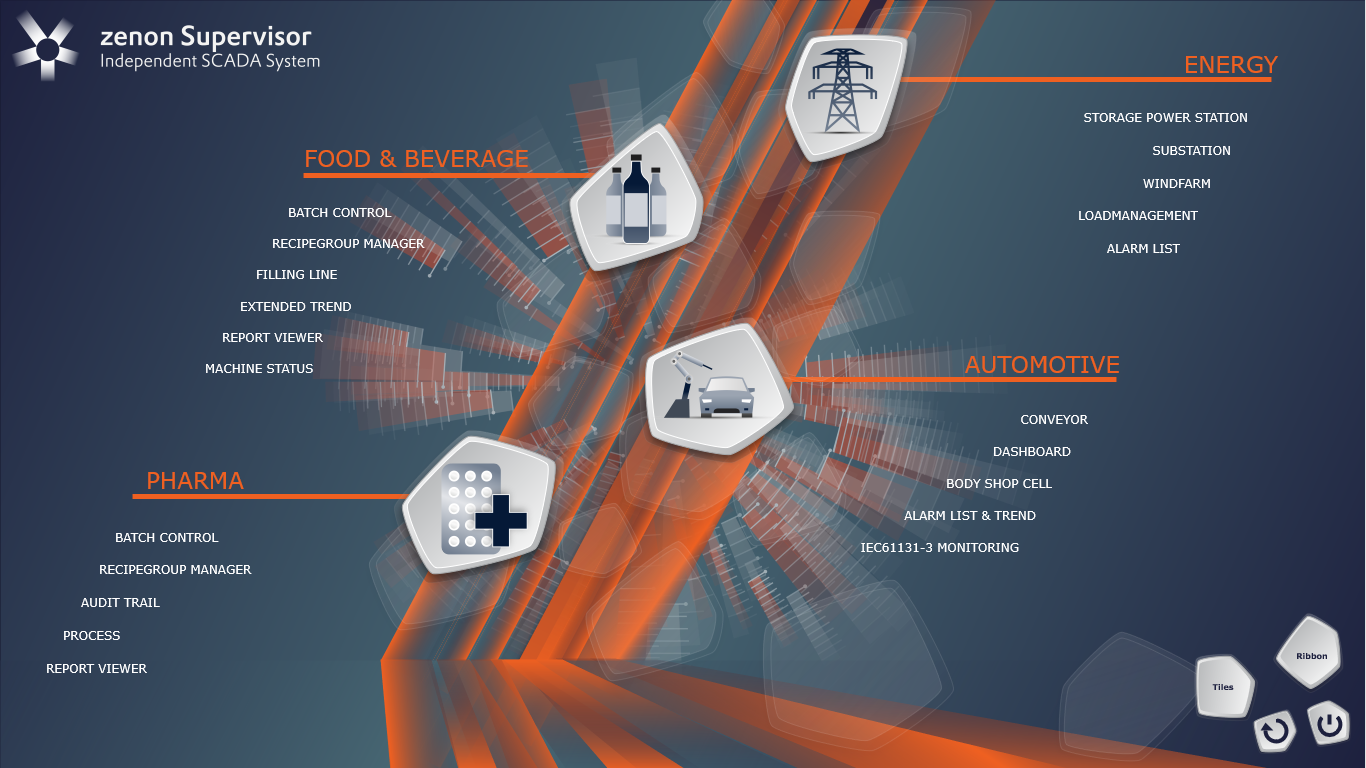 zenon Supervisor
Independent SCADA System
ENERGY
STORAGE POWER STATION
SUBSTATION
WINDFARM
LOADMANAGEMENT
ALARM LIST
FOOD & BEVERAGE
BATCH CONTROL
RECIPEGROUP MANAGER
FILLING LINE
EXTENDED TREND
REPORT VIEWER
MACHINE STATUS
AUTOMOTIVE
CONVEYOR
DASHBOARD
BODY SHOP CELL
ALARM LIST & TREND
IEC61131-3 MONITORING
PHARMA
BATCH CONTROL
RECIPEGROUP MANAGER
AUDIT TRAIL
PROCESS
REPORT VIEWER
Ribbon
Tiles